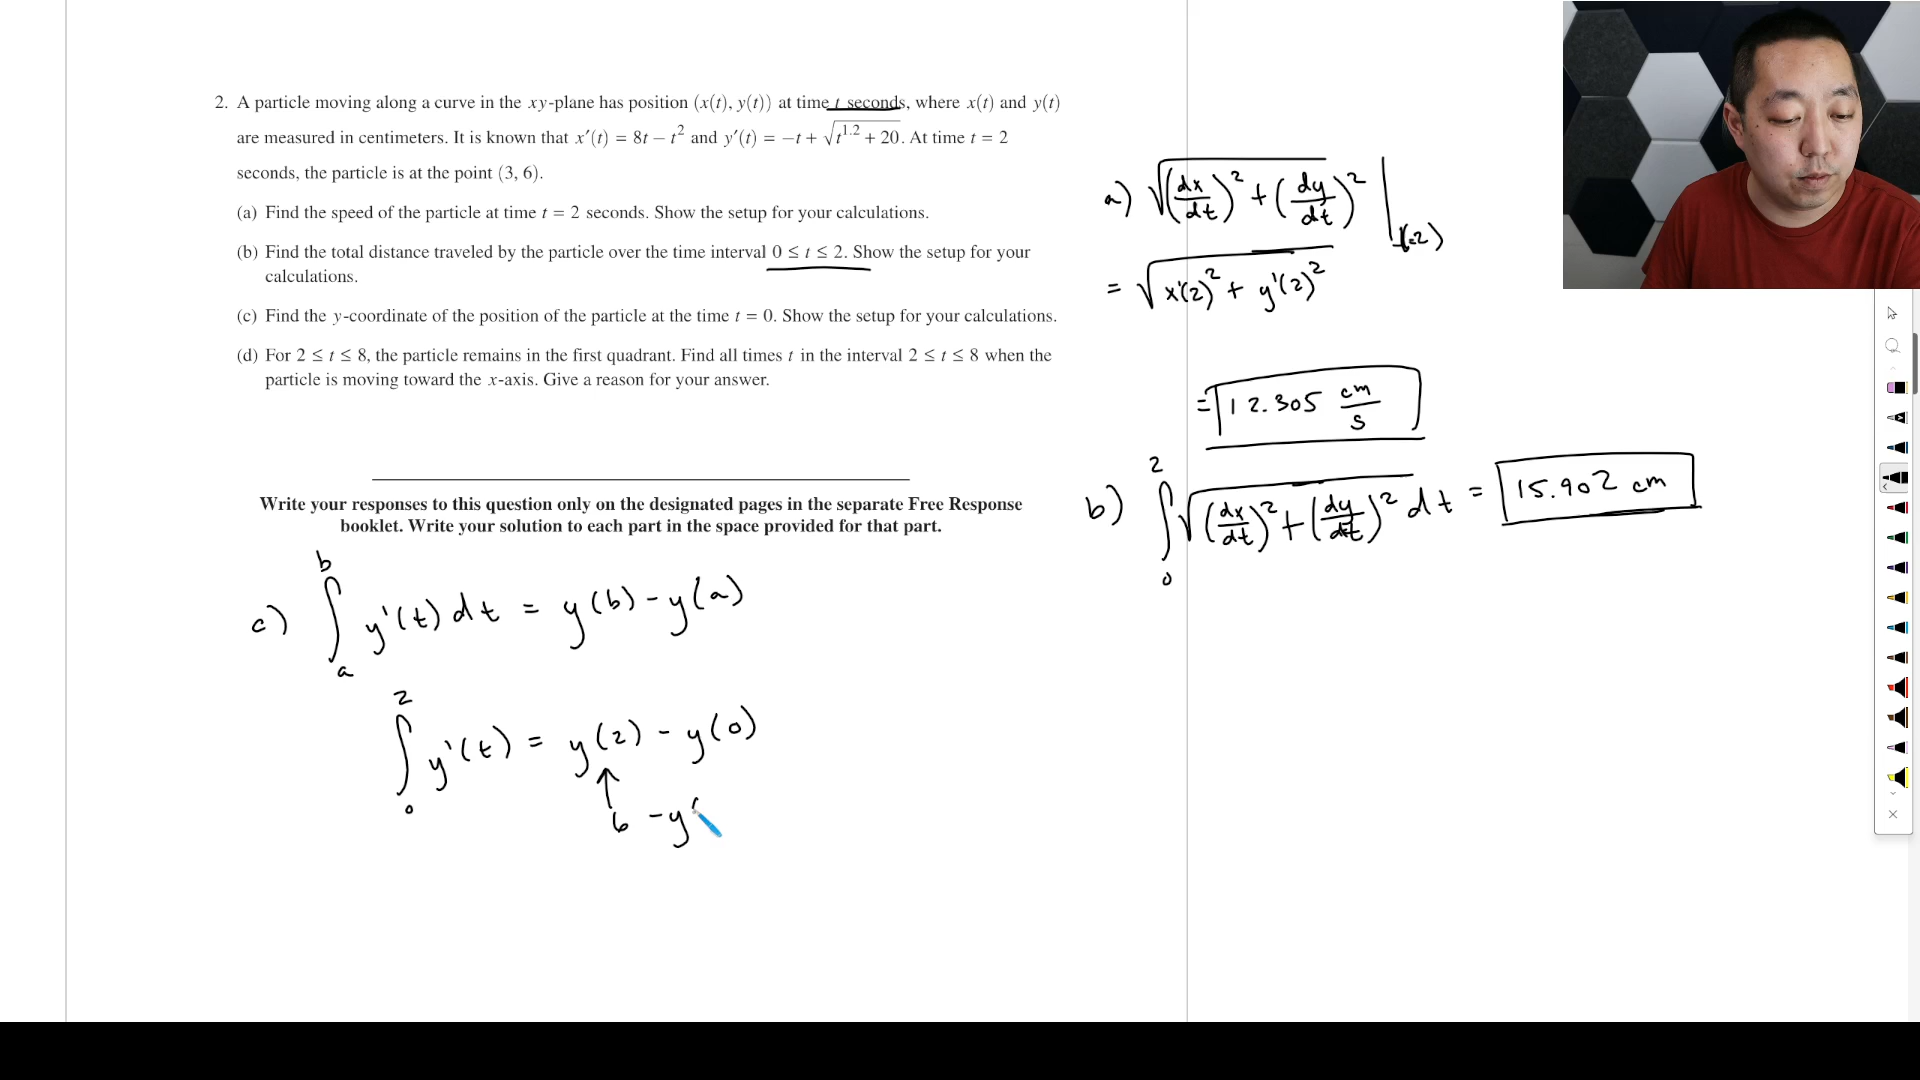 2. A particle moving along a curve in the xy-plane has position (x(t), y(t)) at time t seconds, where x(t) and y(t)
are measured in centimeters. It is known that x′(t) = 8t − t² and y′(t) = −t + √(t^1.2 + 20). At time t = 2
seconds, the particle is at the point (3, 6).
(a) Find the speed of the particle at time t = 2 seconds. Show the setup for your calculations.
(b) Find the total distance traveled by the particle over the time interval 0 ≤ t ≤ 2. Show the setup for your
calculations.
(c) Find the y-coordinate of the position of the particle at the time t = 0. Show the setup for your calculations.
(d) For 2 ≤ t ≤ 8, the particle remains in the first quadrant. Find all times t in the interval 2 ≤ t ≤ 8 when the
particle is moving toward the x-axis. Give a reason for your answer.
Write your responses to this question only on the designated pages in the separate Free Response
booklet. Write your solution to each part in the space provided for that part.
a) √((dx/dt)² + (dy/dt)²) | t=2)
= √(x'(2)² + y'(2)²)
= 12.305 cm/s
b) ∫₀² √((dx/dt)² + (dy/dt)²) dt = 15.902 cm
c) ∫ₐᵇ y'(t) dt = y(b) - y(a)
∫₀² y'(t) = y(2) - y(0)
↑
6 - y(